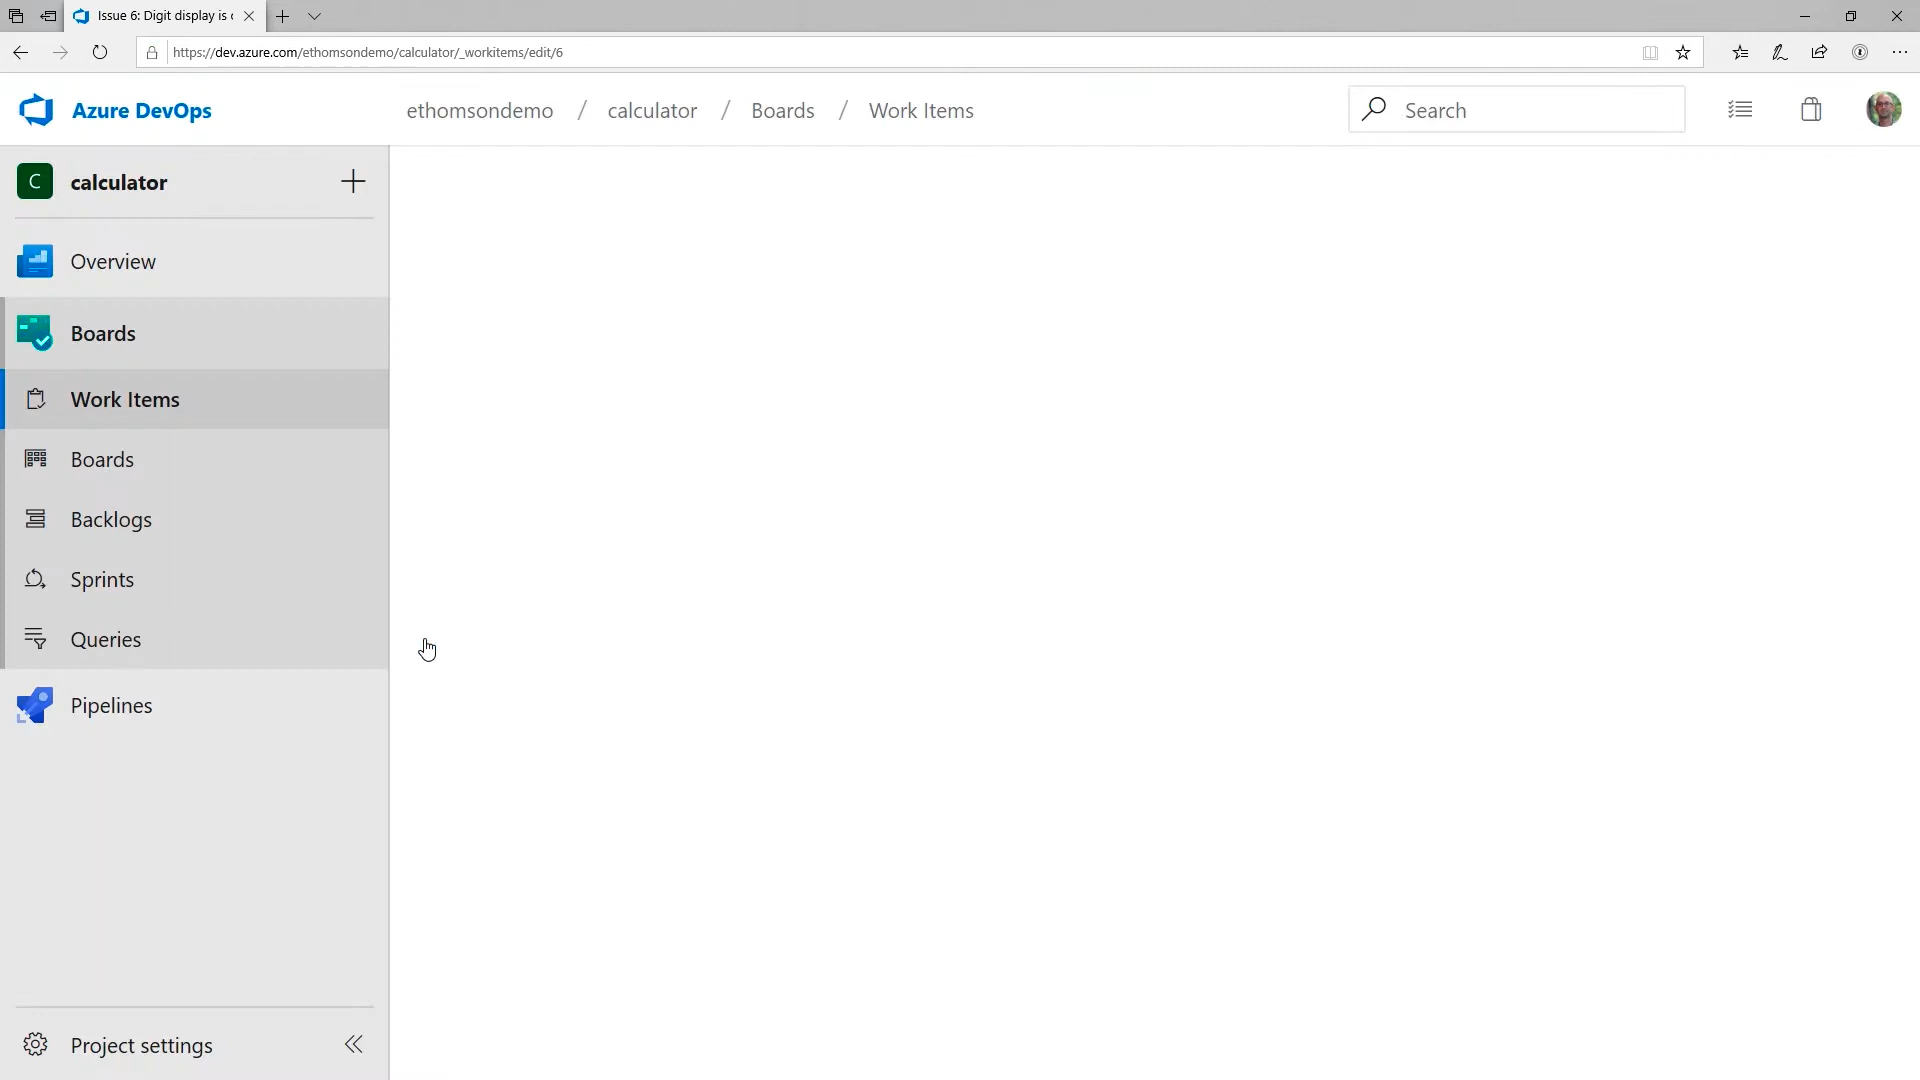 Issue 6: Digit display is
https://dev.azure.com/ethomsondemo/calculator/_workitems/edit/6
Azure DevOps
ethomsondemo / calculator / Boards / Work Items
Search
C calculator
Overview
Boards
Work Items
Boards
Backlogs
Sprints
Queries
Pipelines
Project settings